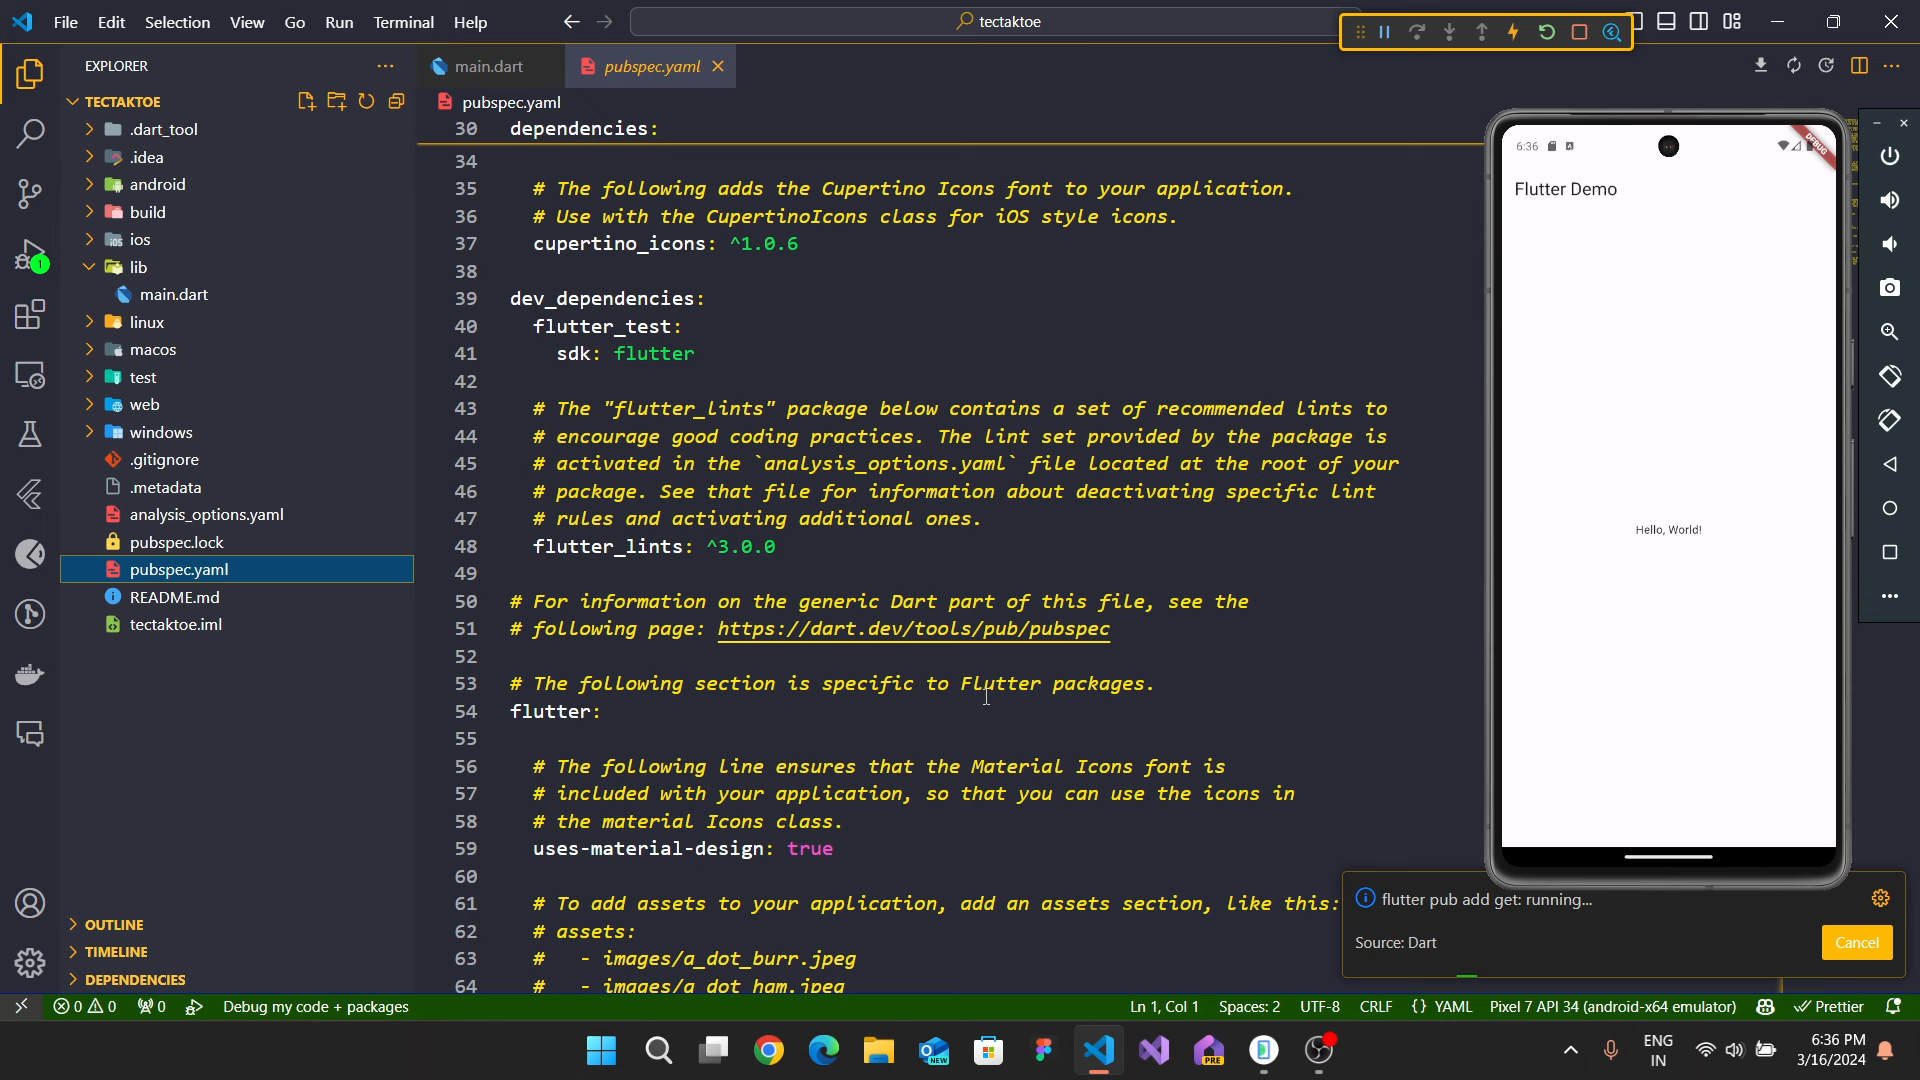 File Edit Selection View Go Run Terminal Help
tectaktoe
EXPLORER
main.dart
pubspec.yaml
TECTAKTOE
.dart_tool
.idea
android
build
ios
lib
main.dart
linux
macos
test
web
windows
.gitignore
.metadata
analysis_options.yaml
pubspec.lock
pubspec.yaml
README.md
tectaktoe.iml
OUTLINE
TIMELINE
DEPENDENCIES
pubspec.yaml
30 dependencies:
34
35 # The following adds the Cupertino Icons font to your application.
36 # Use with the CupertinoIcons class for iOS style icons.
37 cupertino_icons: ^1.0.6
38
39 dev_dependencies:
40 flutter_test:
41 sdk: flutter
42
43 # The "flutter_lints" package below contains a set of recommended lints to
44 # encourage good coding practices. The lint set provided by the package is
45 # activated in the `analysis_options.yaml` file located at the root of your
46 # package. See that file for information about deactivating specific lint
47 # rules and activating additional ones.
48 flutter_lints: ^3.0.0
49
50 # For information on the generic Dart part of this file, see the
51 # following page: https://dart.dev/tools/pub/pubspec
52
53 # The following section is specific to Flutter packages.
54 flutter:
55
56 # The following line ensures that the Material Icons font is
57 # included with your application, so that you can use the icons in
58 # the material Icons class.
59 uses-material-design: true
60
61 # To add assets to your application, add an assets section, like this:
62 # assets:
63 # - images/a_dot_burr.jpeg
64 # - images/a_dot_ham.jpeg
6:36
DEBUG
Flutter Demo
Hello, World!
flutter pub add get: running...
Source: Dart
Cancel
1
0 0 0
Debug my code + packages
Ln 1, Col 1 Spaces: 2 UTF-8 CRLF {} YAML Pixel 7 API 34 (android-x64 emulator) Prettier
NEW
PRE
ENG
IN
6:36 PM
3/16/2024